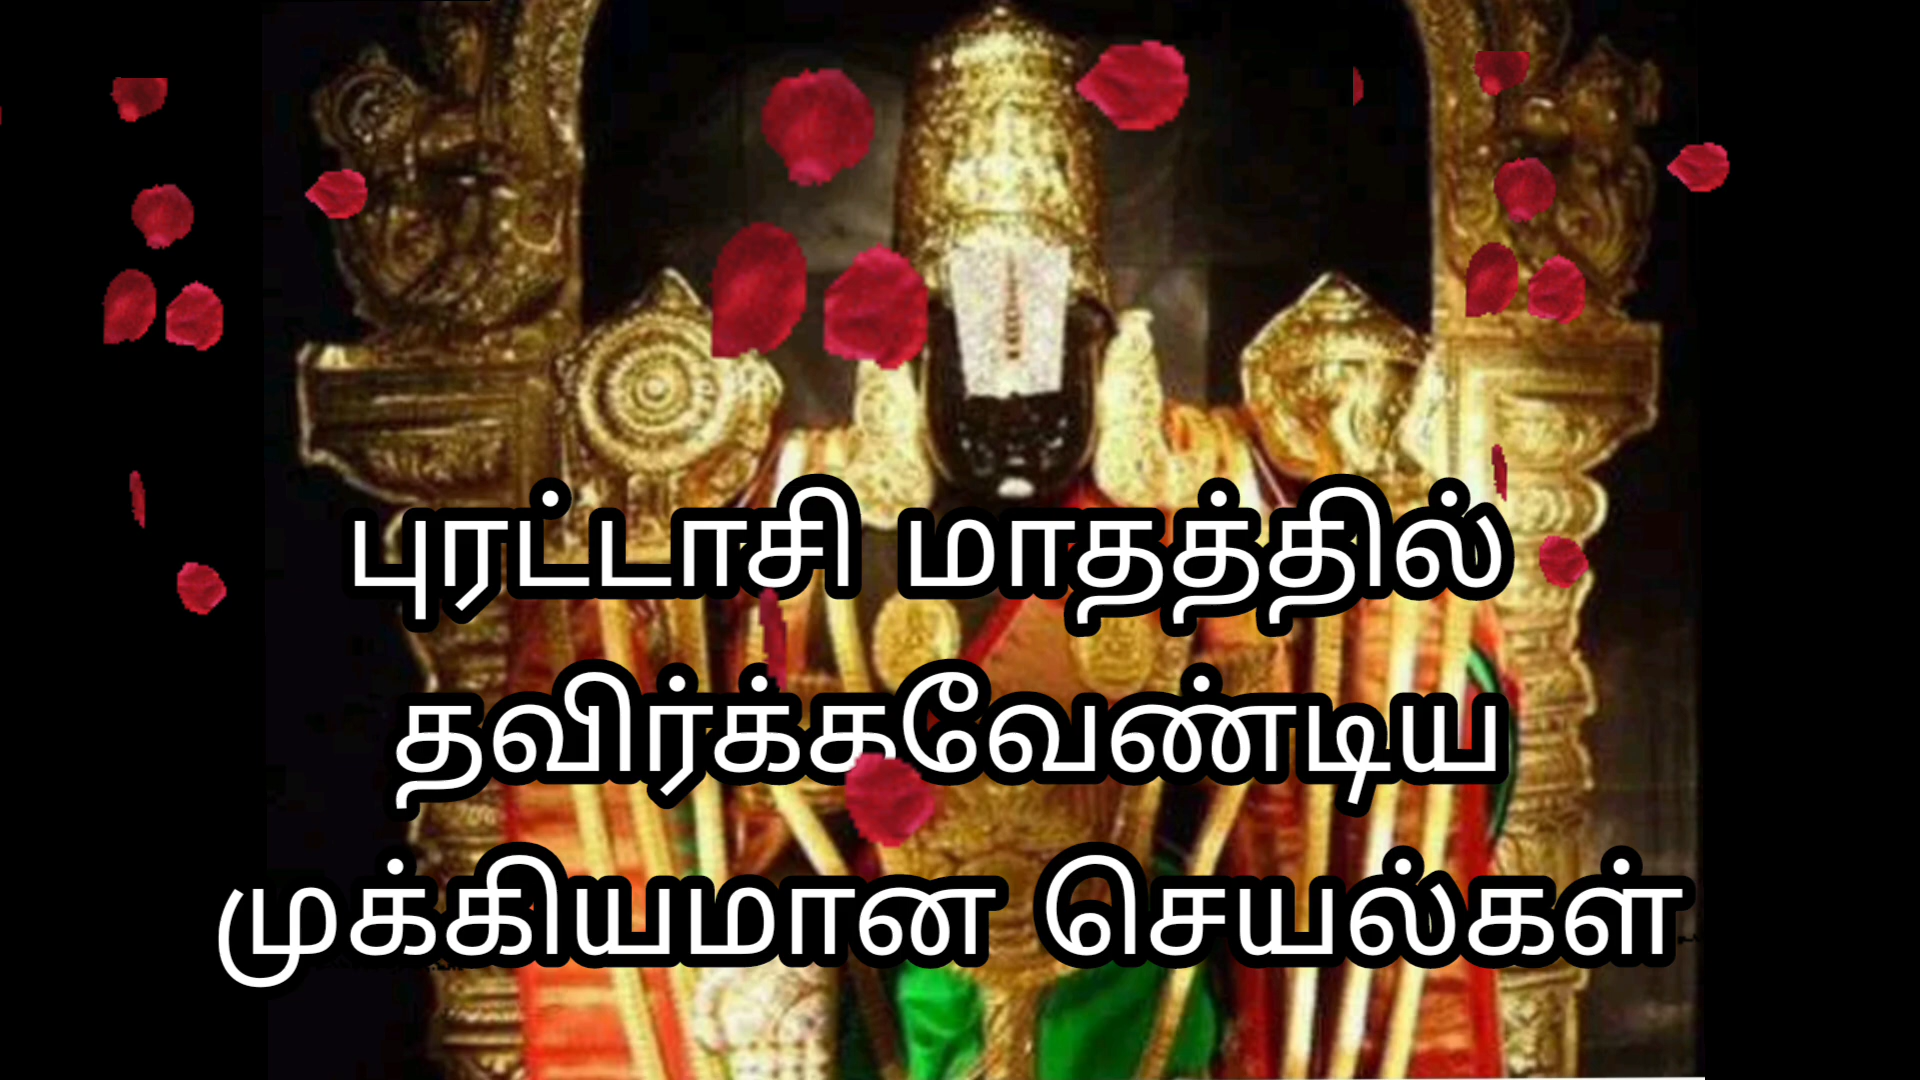 புரட்டாசி மாதத்தில்
தவிர்க்கவேண்டிய
முக்கியமான செயல்கள்